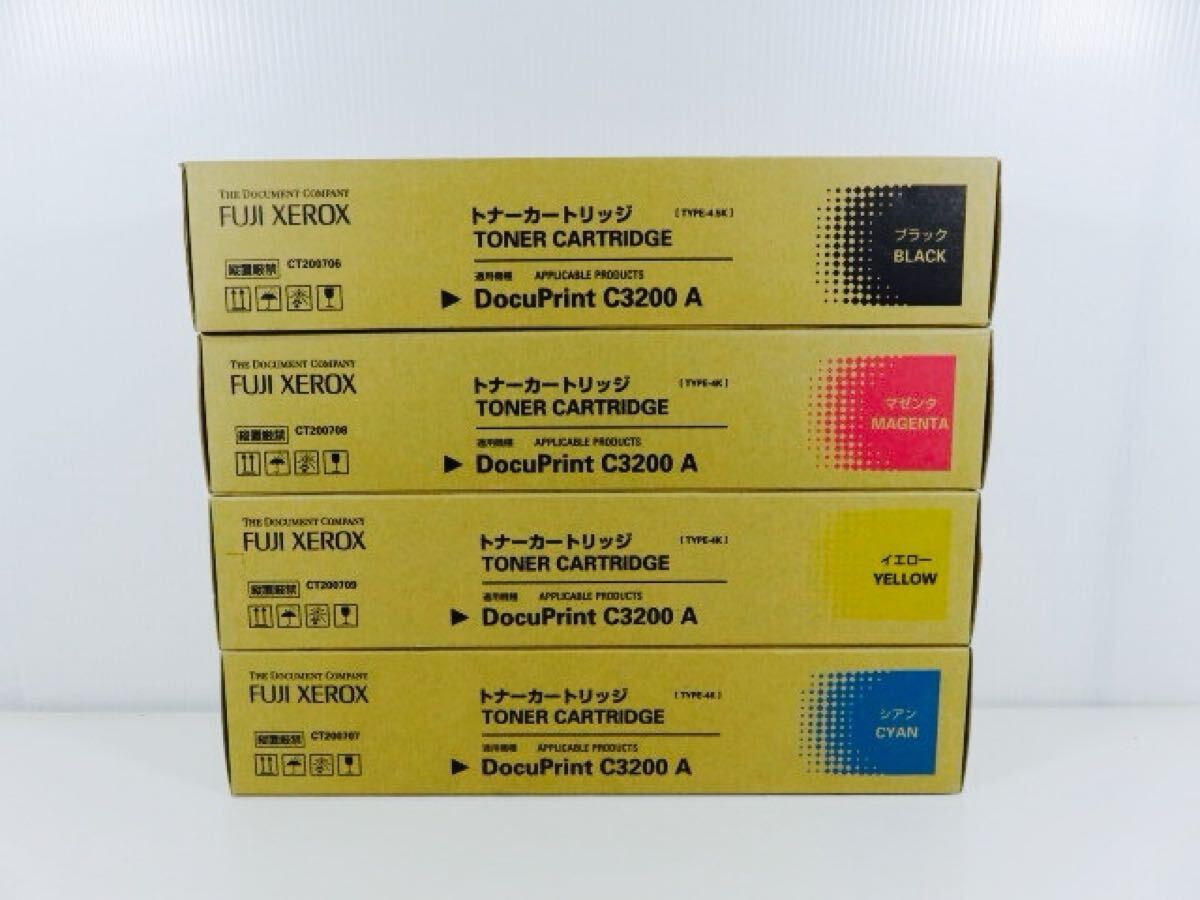 THE DOCUMENT COMPANY
FUJI XEROX
縦置厳禁 CT200706
トナーカートリッジ [TYPE-4.5K]
TONER CARTRIDGE
適用機種 APPLICABLE PRODUCTS
▶ DocuPrint C3200 A
ブラック
BLACK
THE DOCUMENT COMPANY
FUJI XEROX
縦置厳禁 CT200708
トナーカートリッジ [TYPE-4K]
TONER CARTRIDGE
適用機種 APPLICABLE PRODUCTS
▶ DocuPrint C3200 A
マゼンタ
MAGENTA
THE DOCUMENT COMPANY
FUJI XEROX
縦置厳禁 CT200709
トナーカートリッジ [TYPE-4K]
TONER CARTRIDGE
適用機種 APPLICABLE PRODUCTS
▶ DocuPrint C3200 A
イエロー
YELLOW
THE DOCUMENT COMPANY
FUJI XEROX
縦置厳禁 CT200707
トナーカートリッジ [TYPE-4K]
TONER CARTRIDGE
適用機種 APPLICABLE PRODUCTS
▶ DocuPrint C3200 A
シアン
CYAN